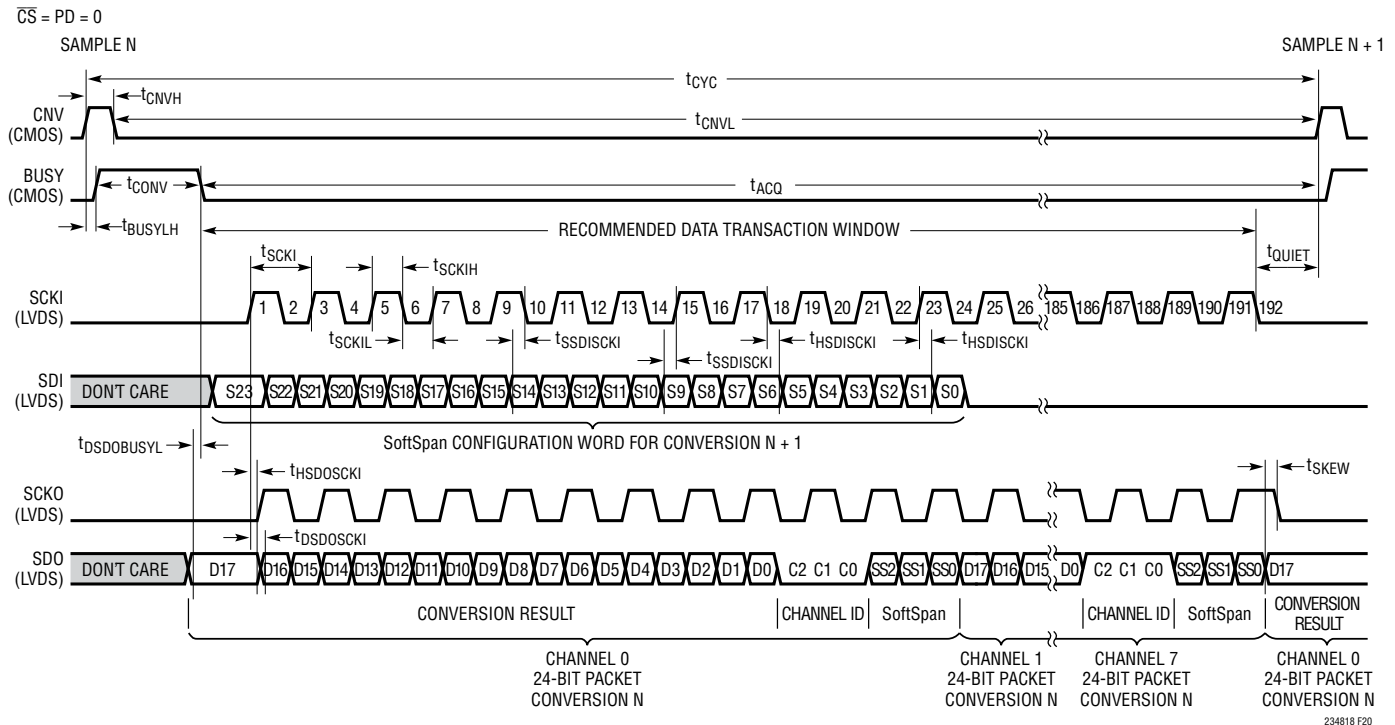 CS = PD = 0
SAMPLE N
SAMPLE N + 1
tCYC
tCNVH
CNV
(CMOS)
tCNVL
BUSY
(CMOS)
tCONV
tACQ
tBUSYLH
RECOMMENDED DATA TRANSACTION WINDOW
tSCKI
tSCKIH
tQUIET
SCKI
(LVDS)
1 2 3 4 5 6 7 8 9 10 11 12 13 14 15 16 17 18 19 20 21 22 23 24 25 26 185 186 187 188 189 190 191 192
tSCKIL
tSSDISCKI
tSSDISCKI
tHSDISCKI
tHSDISCKI
SDI
(LVDS)
DON'T CARE S23 S22 S21 S20 S19 S18 S17 S16 S15 S14 S13 S12 S11 S10 S9 S8 S7 S6 S5 S4 S3 S2 S1 S0
SoftSpan CONFIGURATION WORD FOR CONVERSION N + 1
tDSDOBUSYL
tHSDOSCKI
tSKEW
SCKO
(LVDS)
tDSDOSCKI
SDO
(LVDS)
DON'T CARE D17 D16 D15 D14 D13 D12 D11 D10 D9 D8 D7 D6 D5 D4 D3 D2 D1 D0 C2 C1 C0 SS2 SS1 SS0 D17 D16 D15 D0 C2 C1 C0 SS2 SS1 SS0 D17
CONVERSION RESULT
CHANNEL ID
SoftSpan
CHANNEL ID
SoftSpan
CONVERSION
RESULT
CHANNEL 0
24-BIT PACKET
CONVERSION N
CHANNEL 1
24-BIT PACKET
CONVERSION N
CHANNEL 7
24-BIT PACKET
CONVERSION N
CHANNEL 0
24-BIT PACKET
CONVERSION N
234818 F20